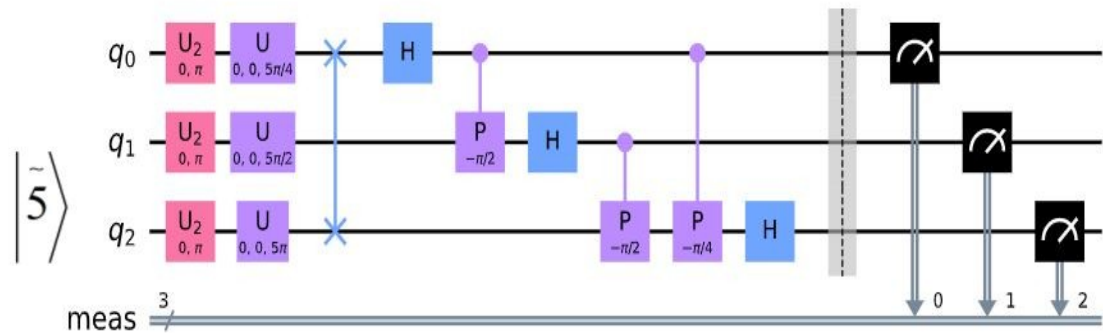 q0 U2 0, π U 0, 0, 5π/4 H
q1 U2 0, π U 0, 0, 5π/2 P −π/2 H
|5̃⟩
q2 U2 0, π U 0, 0, 5π P −π/2 P −π/4 H
meas 3 0 1 2